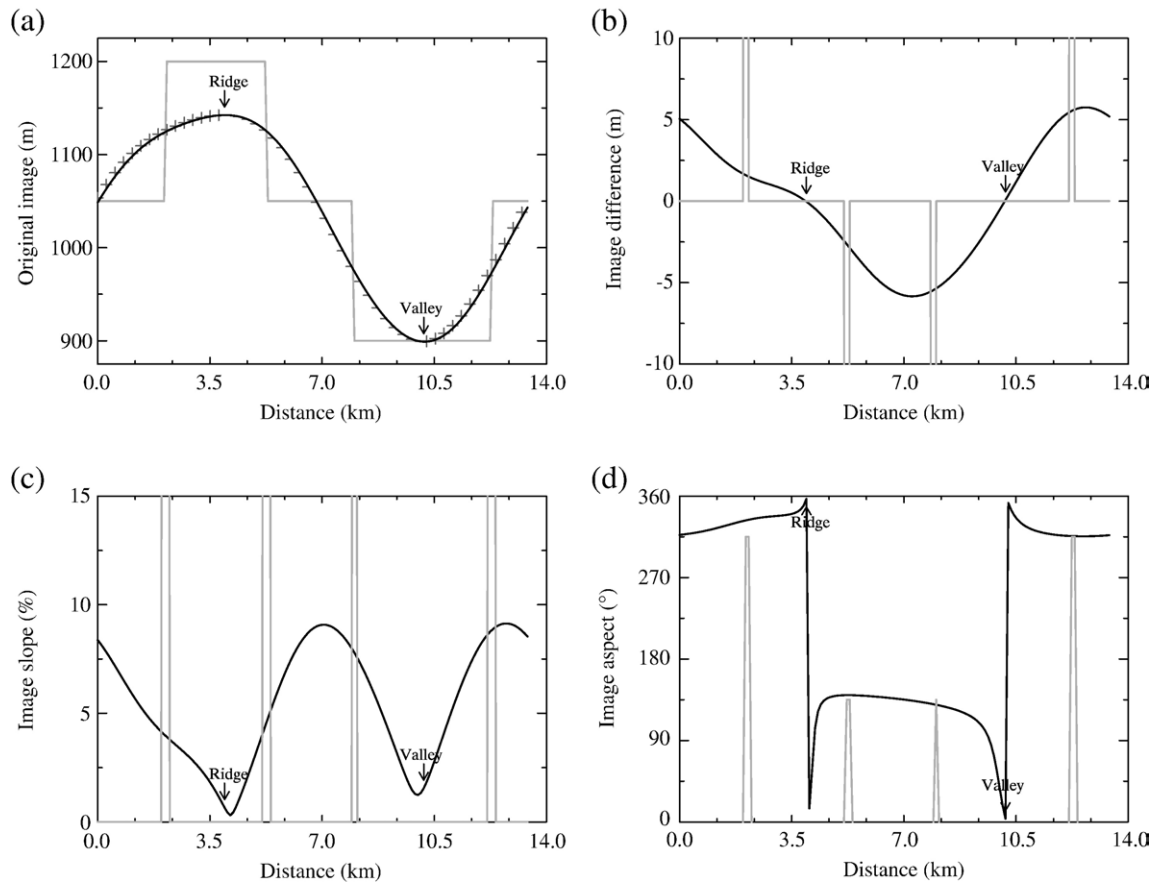 (a)
Original image (m)
1200
1100
1000
900
Ridge
Valley
0.0 3.5 7.0 10.5 14.0
Distance (km)
(b)
Image difference (m)
10
5
0
-5
-10
Ridge
Valley
0.0 3.5 7.0 10.5 14.0
Distance (km)
(c)
Image slope (%)
15
10
5
0
Ridge
Valley
0.0 3.5 7.0 10.5 14.0
Distance (km)
(d)
Image aspect (°)
360
270
180
90
0
Ridge
Valley
0.0 3.5 7.0 10.5 14.0
Distance (km)